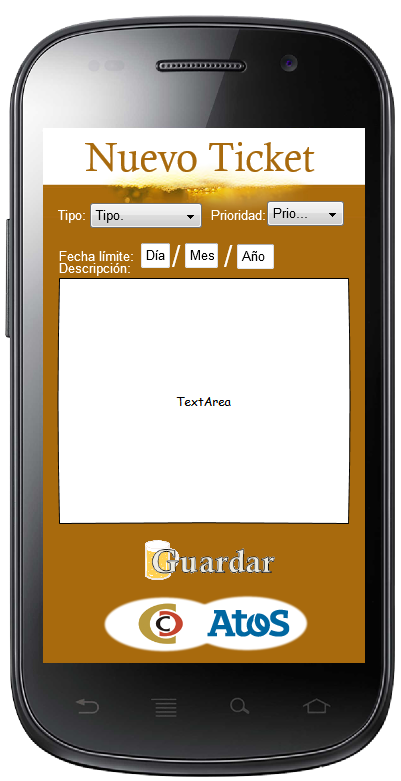 Nuevo Ticket
Tipo: Tipo. Prioridad: Prio...
Fecha límite: Día / Mes / Año
Descripción:
TextArea
Guardar
C Atos